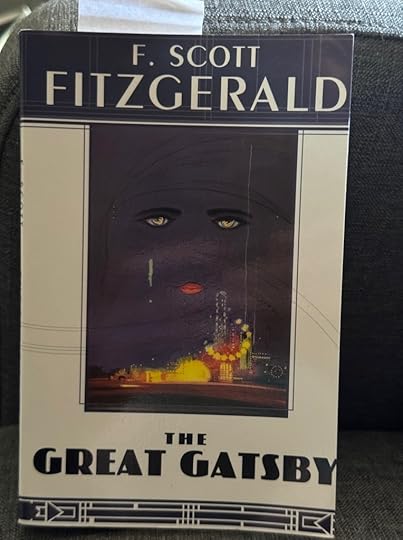 F. SCOTT
FITZGERALD
THE
GREAT GATSBY